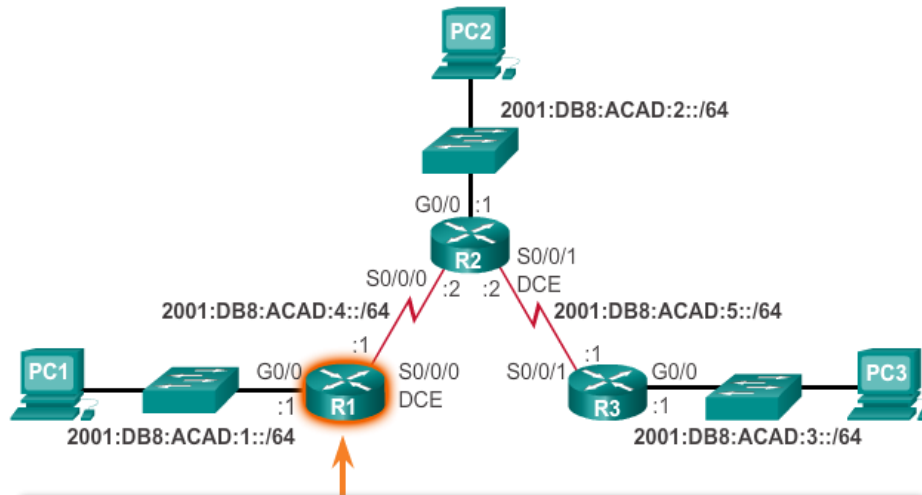 PC2
2001:DB8:ACAD:2::/64
G0/0 :1
R2
S0/0/1
DCE
S0/0/0
:2 :2
2001:DB8:ACAD:4::/64
2001:DB8:ACAD:5::/64
:1
:1
PC1
G0/0
S0/0/0
DCE
:1
R1
2001:DB8:ACAD:1::/64
S0/0/1
G0/0
PC3
R3
:1
2001:DB8:ACAD:3::/64